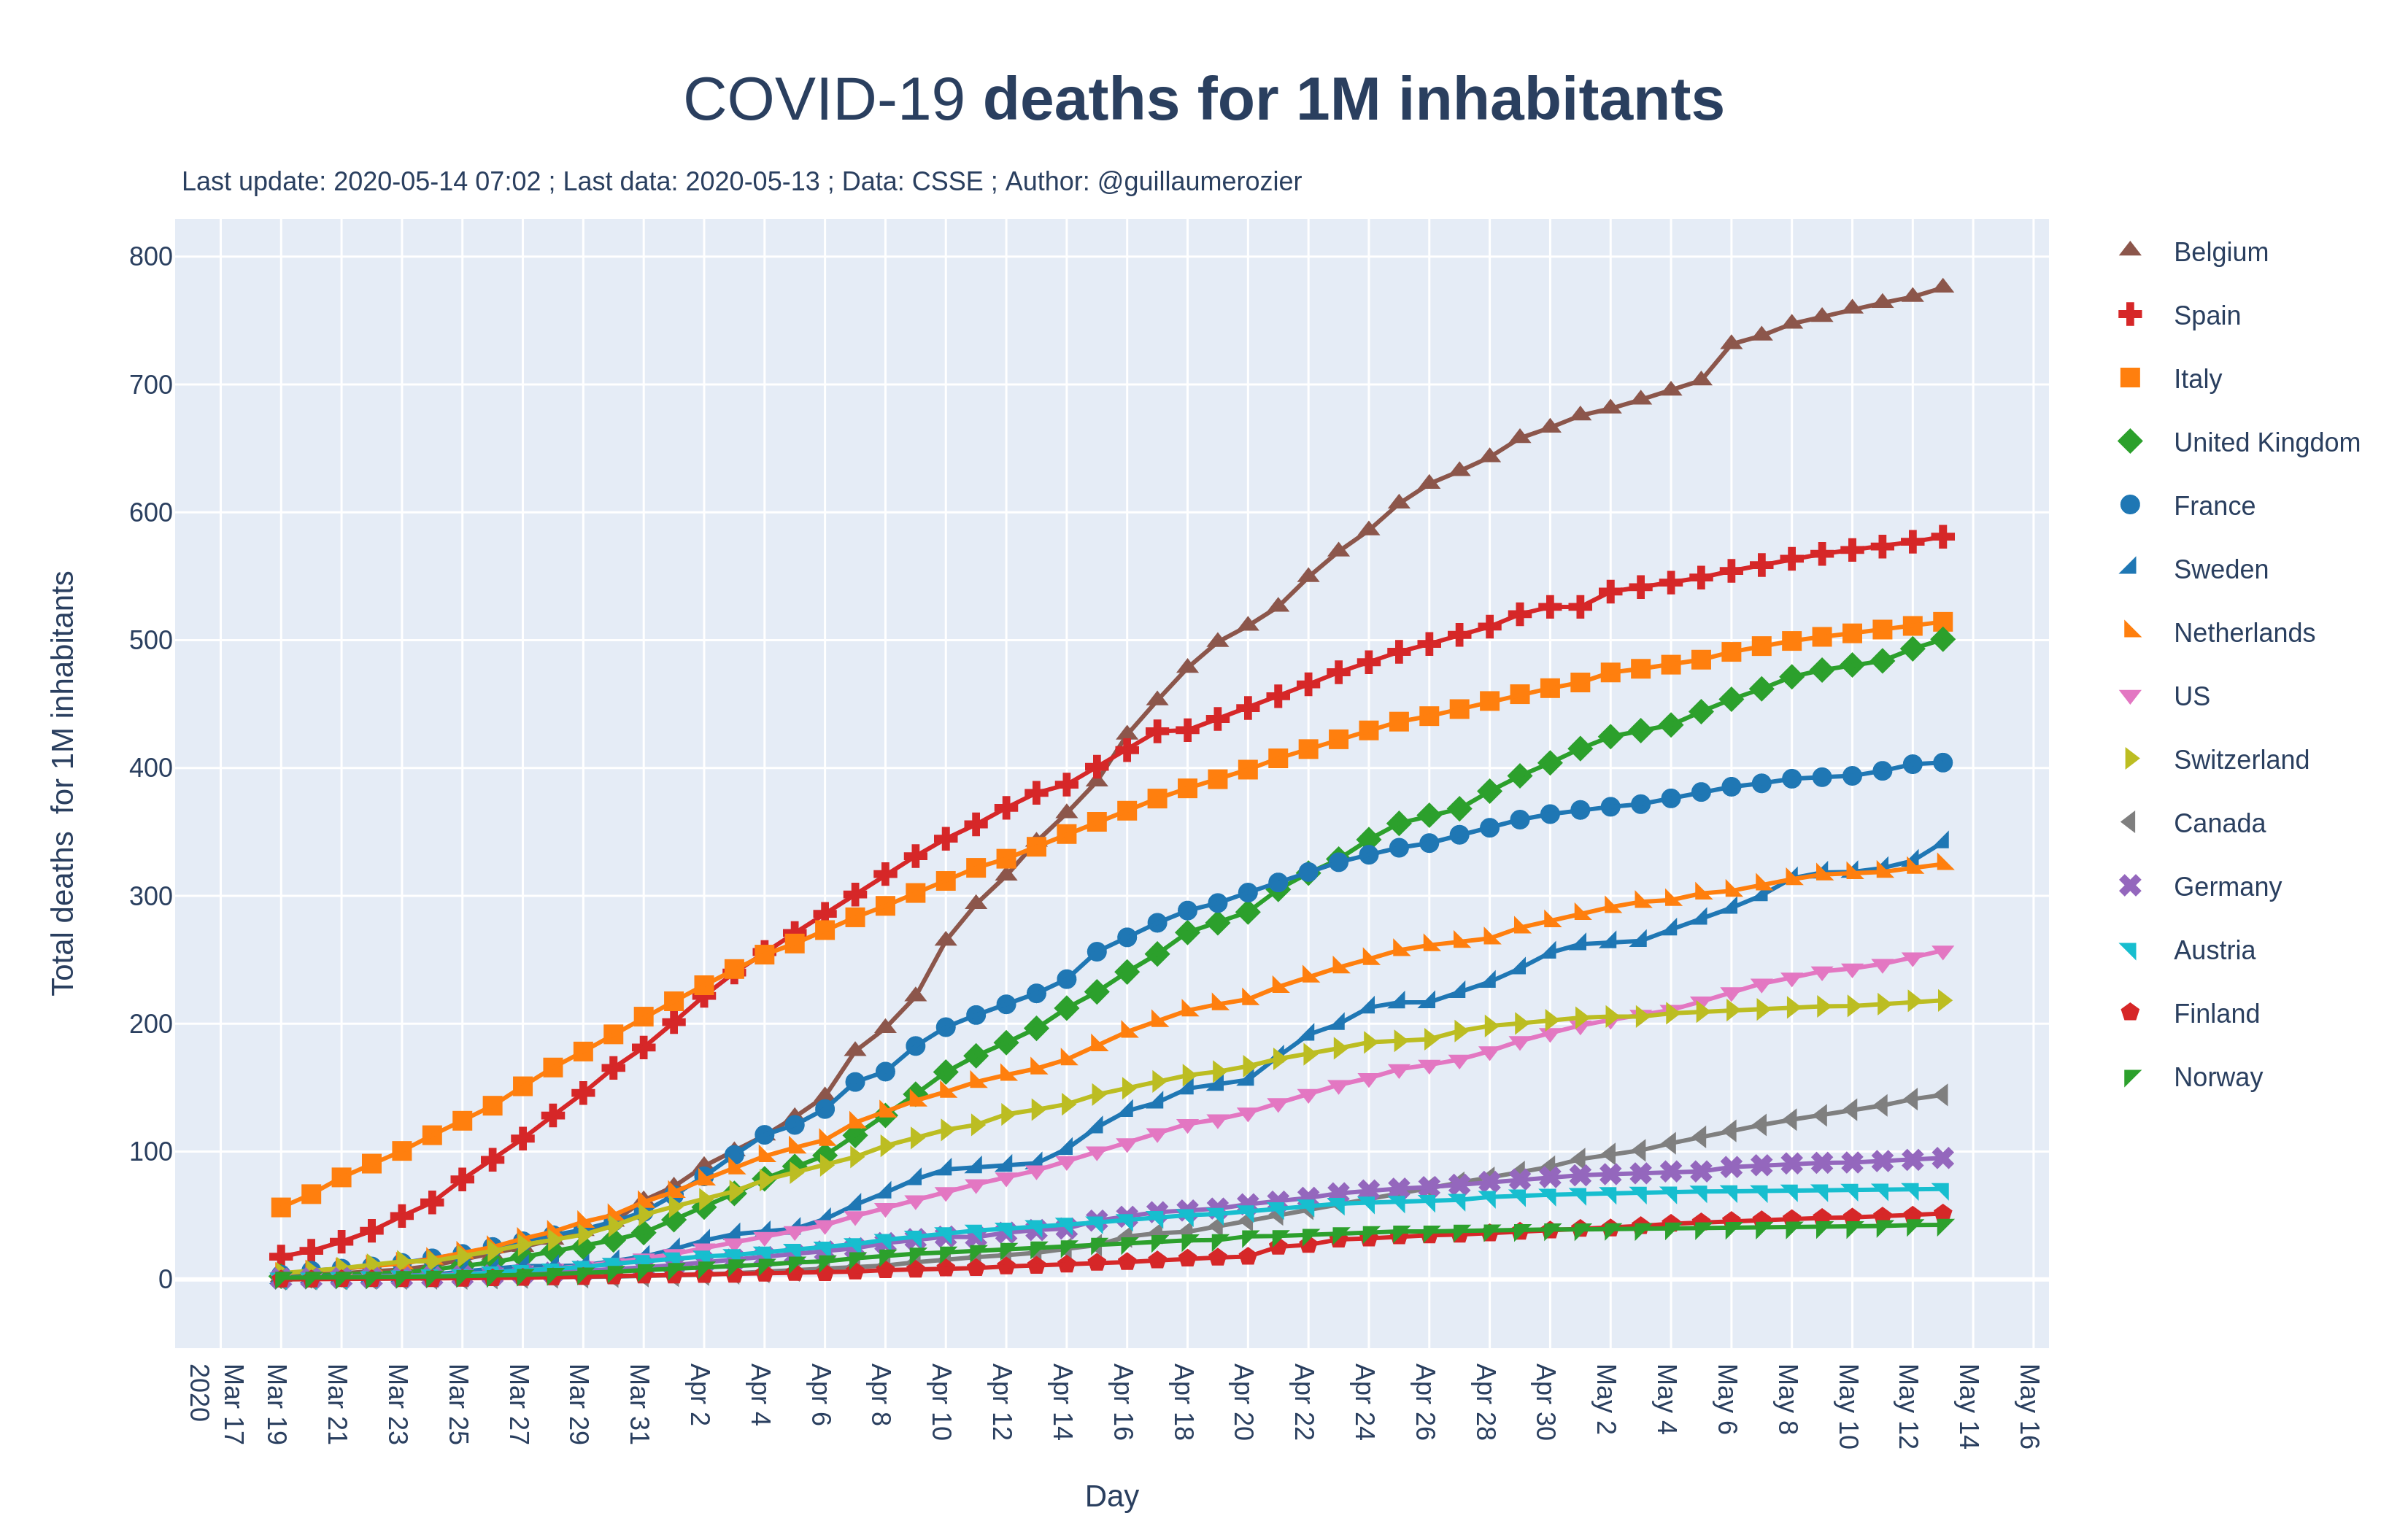 COVID-19 deaths for 1M inhabitants
Last update: 2020-05-14 07:02 ; Last data: 2020-05-13 ; Data: CSSE ; Author: @guillaumerozier
800
700
600
500
400
300
200
100
0
Total deaths for 1M inhabitants
Mar 17
2020
Mar 19
Mar 21
Mar 23
Mar 25
Mar 27
Mar 29
Mar 31
Apr 2
Apr 4
Apr 6
Apr 8
Apr 10
Apr 12
Apr 14
Apr 16
Apr 18
Apr 20
Apr 22
Apr 24
Apr 26
Apr 28
Apr 30
May 2
May 4
May 6
May 8
May 10
May 12
May 14
May 16
Day
Belgium
Spain
Italy
United Kingdom
France
Sweden
Netherlands
US
Switzerland
Canada
Germany
Austria
Finland
Norway